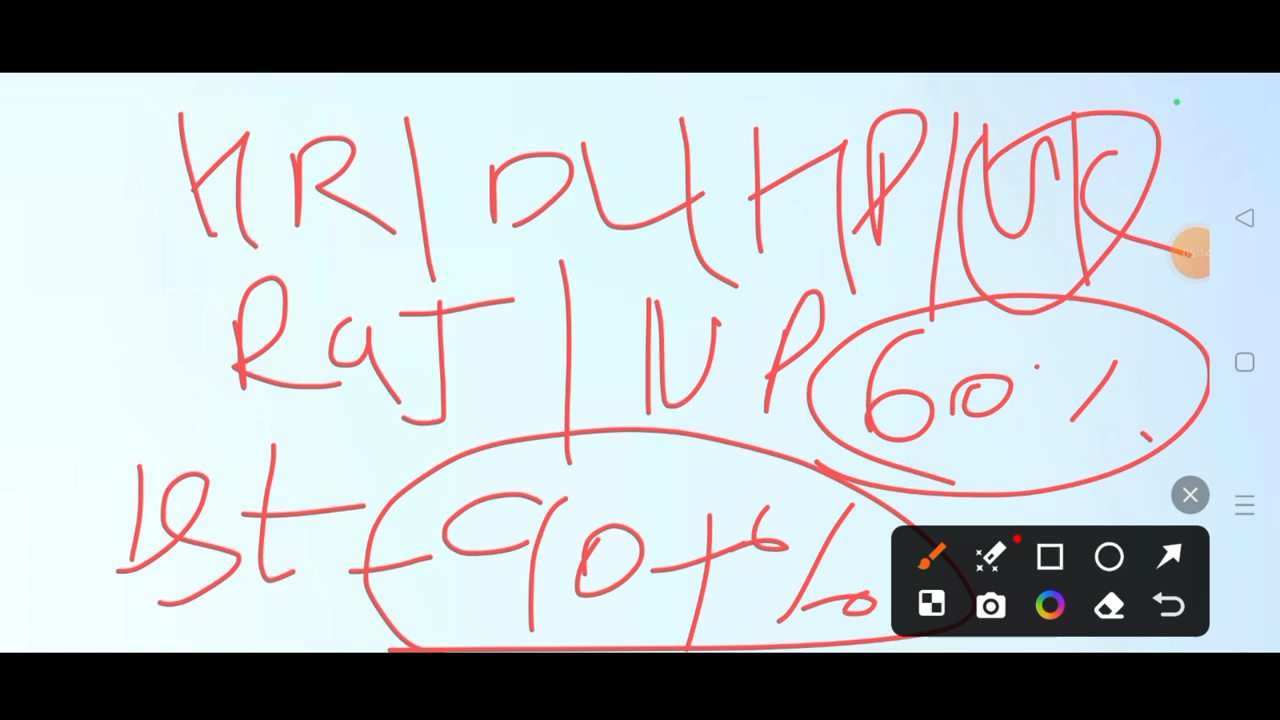 HR | DL | HP | UK
Raj | UP 60%
1st - 90+%